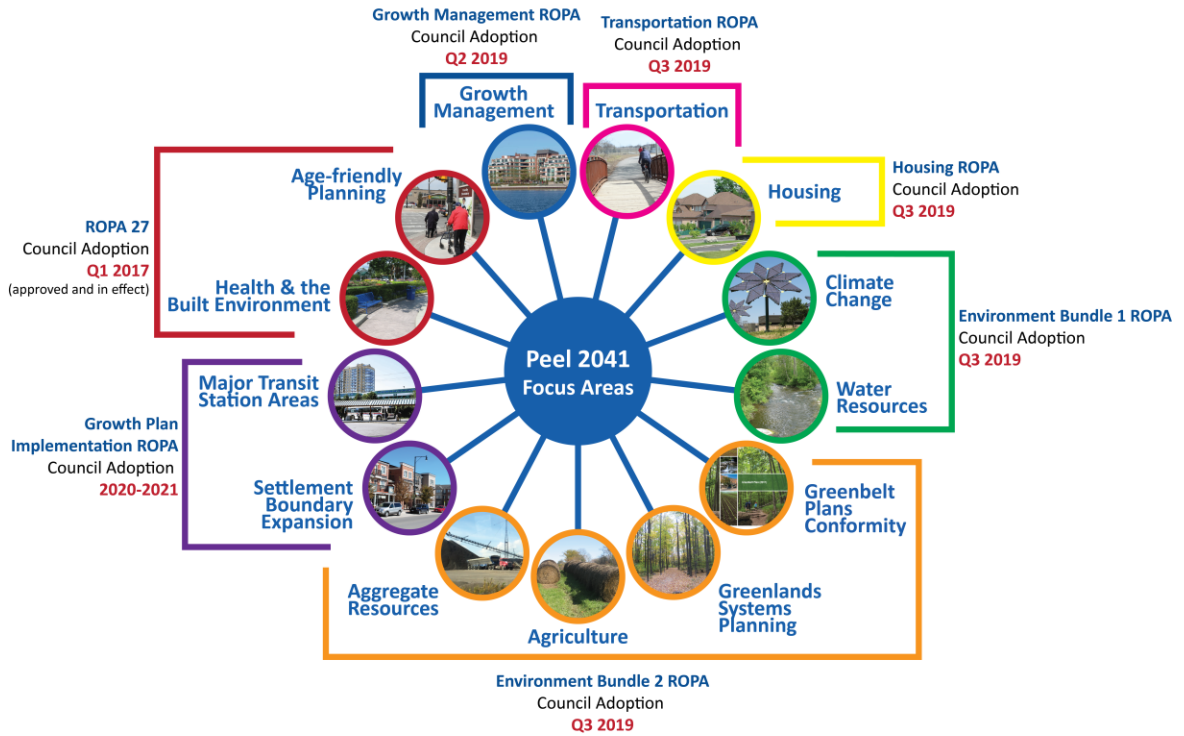 Growth Management ROPA
Council Adoption
Q2 2019
Transportation ROPA
Council Adoption
Q3 2019
Growth
Management
Transportation
Age-friendly
Planning
Housing
Housing ROPA
Council Adoption
Q3 2019
ROPA 27
Council Adoption
Q1 2017
(approved and in effect)
Health & the
Built Environment
Climate
Change
Environment Bundle 1 ROPA
Council Adoption
Q3 2019
Peel 2041
Focus Areas
Major Transit
Station Areas
Water
Resources
Growth Plan
Implementation ROPA
Council Adoption
2020-2021
Settlement
Boundary
Expansion
Greenbelt
Plans
Conformity
Aggregate
Resources
Agriculture
Greenlands
Systems
Planning
Environment Bundle 2 ROPA
Council Adoption
Q3 2019